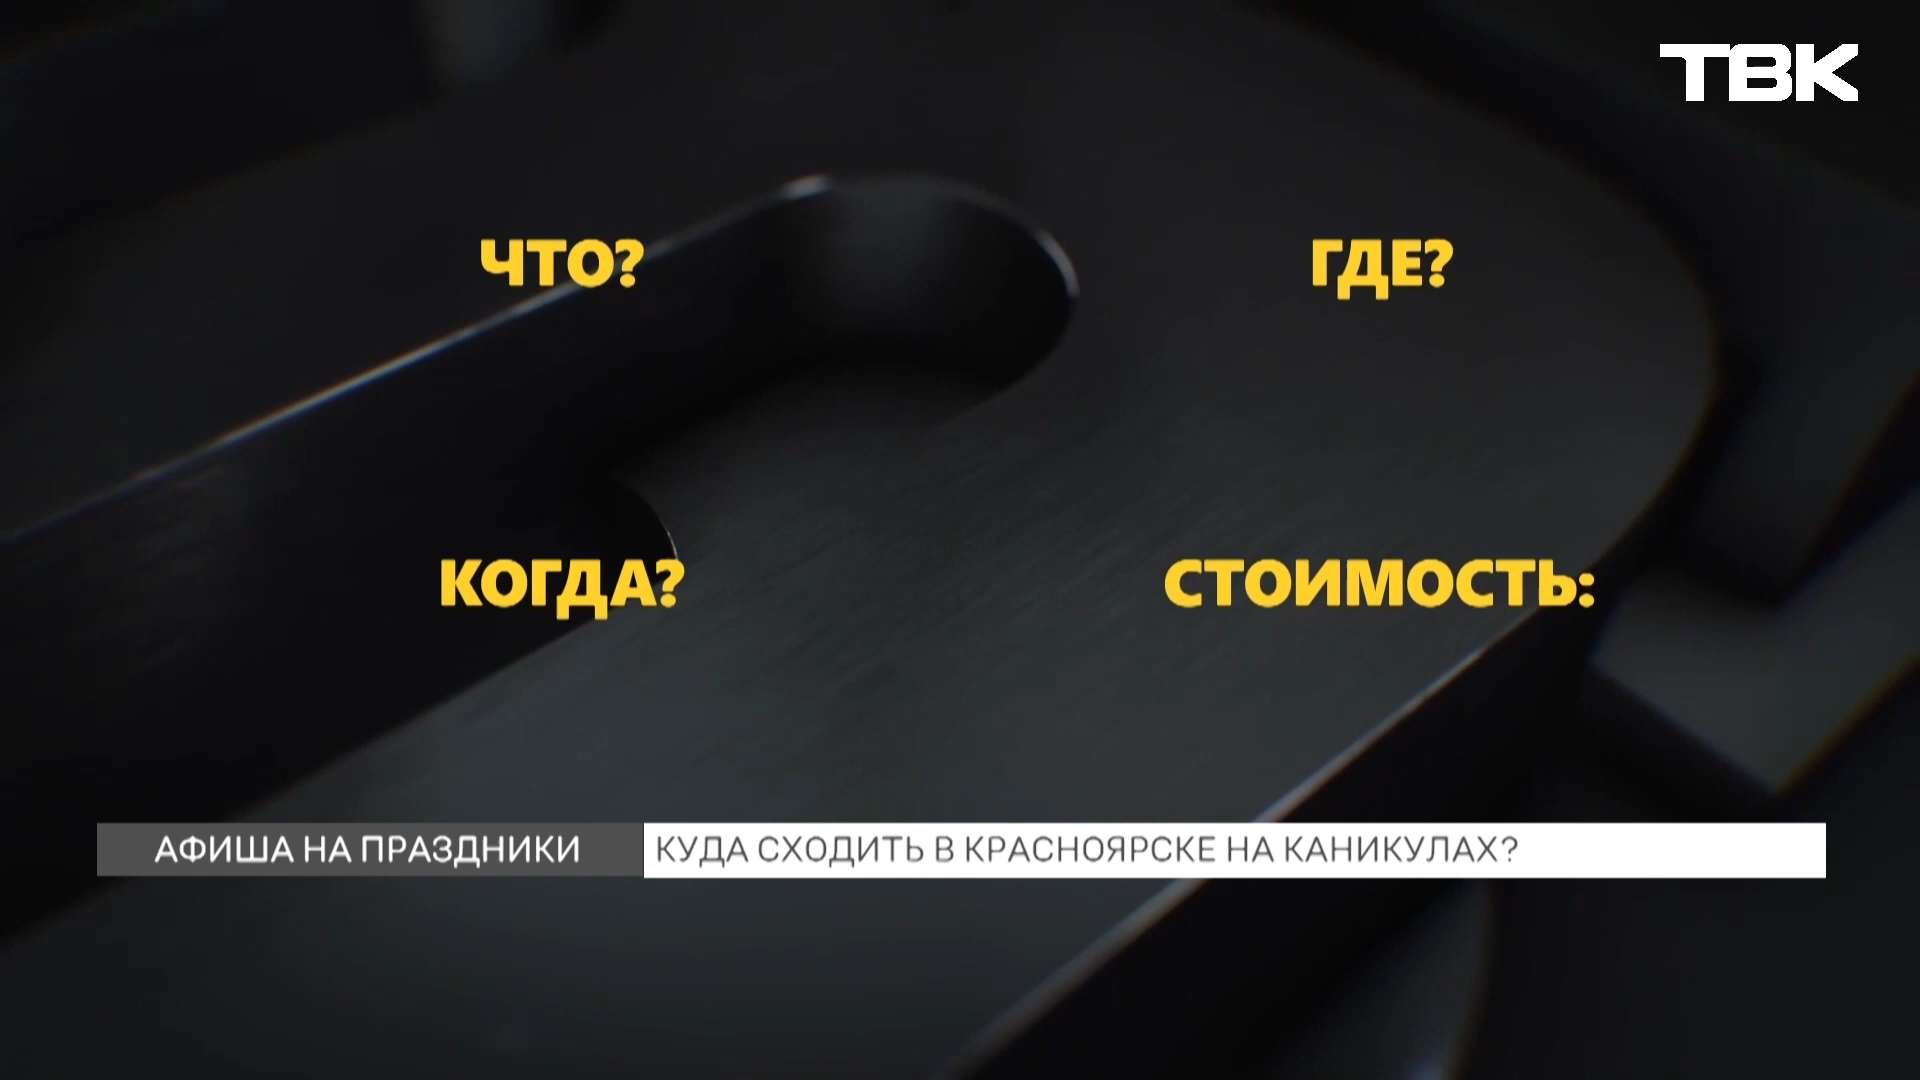 ТВК
ЧТО?
ГДЕ?
КОГДА?
СТОИМОСТЬ:
АФИША НА ПРАЗДНИКИ
КУДА СХОДИТЬ В КРАСНОЯРСКЕ НА КАНИКУЛАХ?